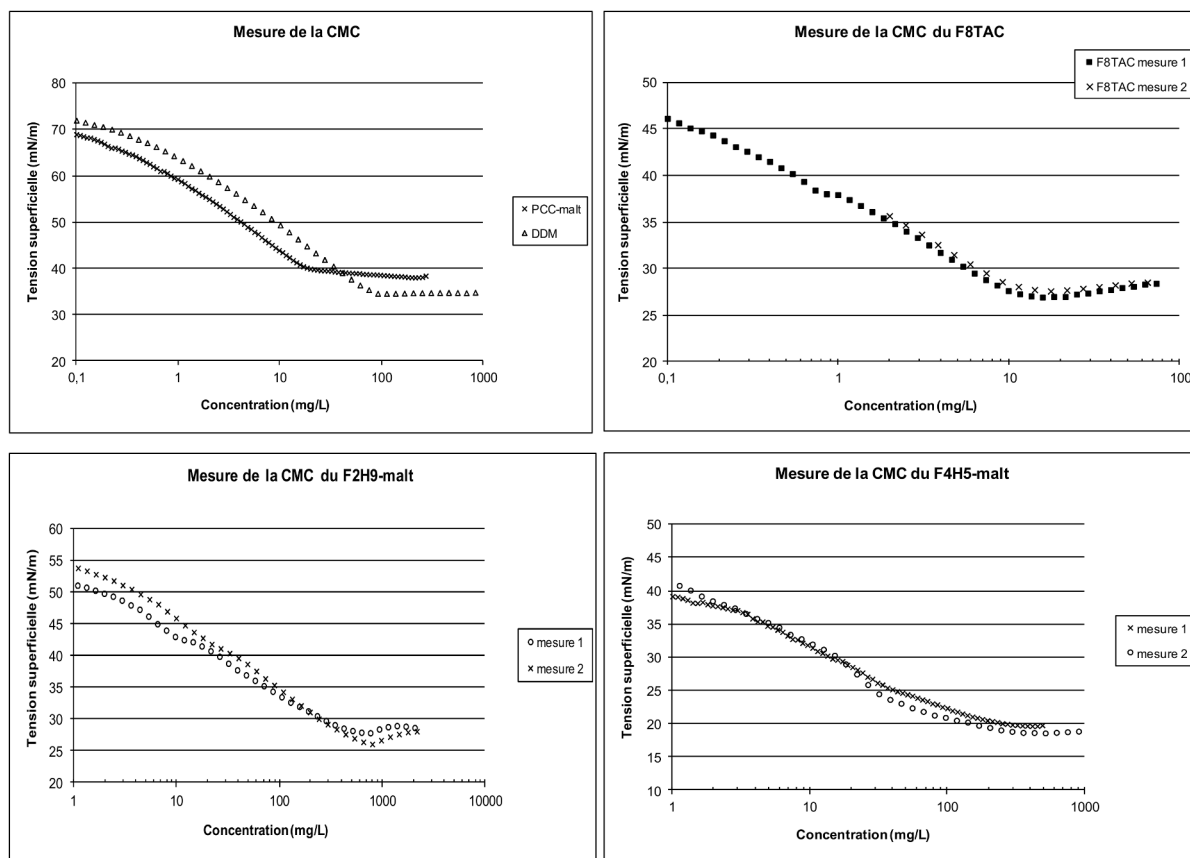 Mesure de la CMC
Tension superficielle (mN/m)
80
70
60
50
40
30
20
0,1
1
10
100
1000
Concentration (mg/L)
PCC-malt
DDM
Mesure de la CMC du F8TAC
Tension superficielle (mN/m)
50
45
40
35
30
25
20
0,1
1
10
100
Concentration (mg/L)
F8TAC mesure 1
F8TAC mesure 2
Mesure de la CMC du F2H9-malt
Tension superficielle (mN/m)
60
55
50
45
40
35
30
25
20
1
10
100
1000
10000
Concentration (mg/L)
mesure 1
mesure 2
Mesure de la CMC du F4H5-malt
Tension superficielle (mN/m)
50
45
40
35
30
25
20
15
10
1
10
100
1000
Concentration (mg/L)
mesure 1
mesure 2